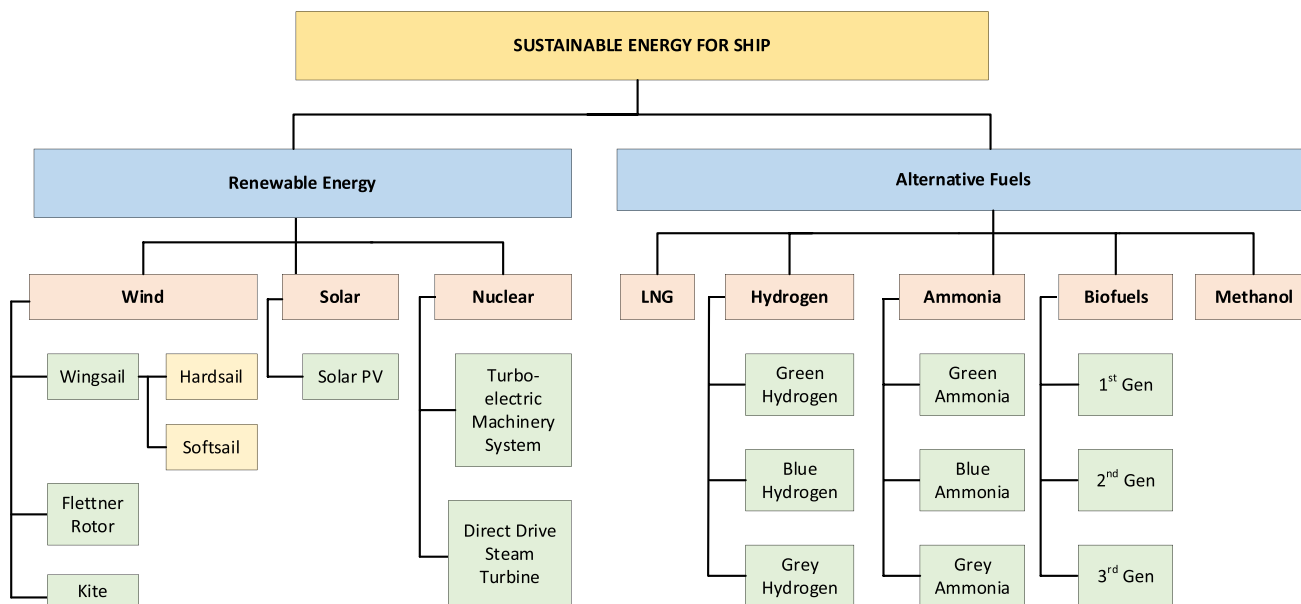 SUSTAINABLE ENERGY FOR SHIP
Renewable Energy
Alternative Fuels
Wind
Solar
Nuclear
LNG
Hydrogen
Ammonia
Biofuels
Methanol
Wingsail
Hardsail
Softsail
Flettner
Rotor
Kite
Solar PV
Turbo-
electric
Machinery
System
Direct Drive
Steam
Turbine
Green
Hydrogen
Blue
Hydrogen
Grey
Hydrogen
Green
Ammonia
Blue
Ammonia
Grey
Ammonia
1st Gen
2nd Gen
3rd Gen